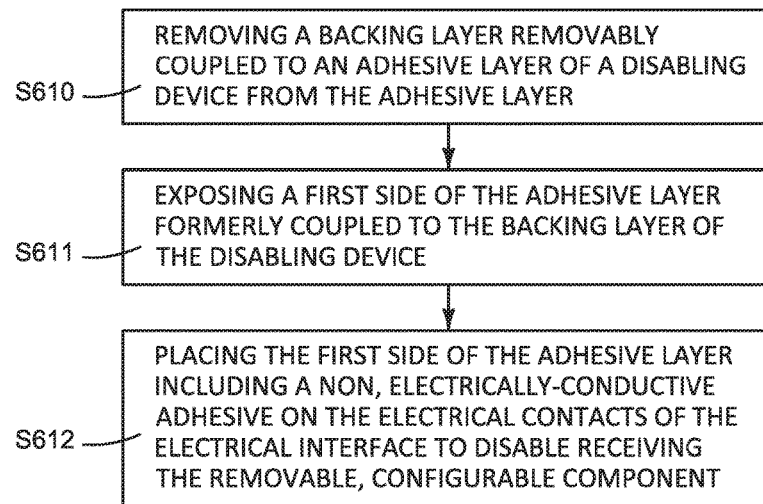 S610
REMOVING A BACKING LAYER REMOVABLY
COUPLED TO AN ADHESIVE LAYER OF A DISABLING
DEVICE FROM THE ADHESIVE LAYER
S611
EXPOSING A FIRST SIDE OF THE ADHESIVE LAYER
FORMERLY COUPLED TO THE BACKING LAYER OF
THE DISABLING DEVICE
S612
PLACING THE FIRST SIDE OF THE ADHESIVE LAYER
INCLUDING A NON, ELECTRICALLY-CONDUCTIVE
ADHESIVE ON THE ELECTRICAL CONTACTS OF THE
ELECTRICAL INTERFACE TO DISABLE RECEIVING
THE REMOVABLE, CONFIGURABLE COMPONENT